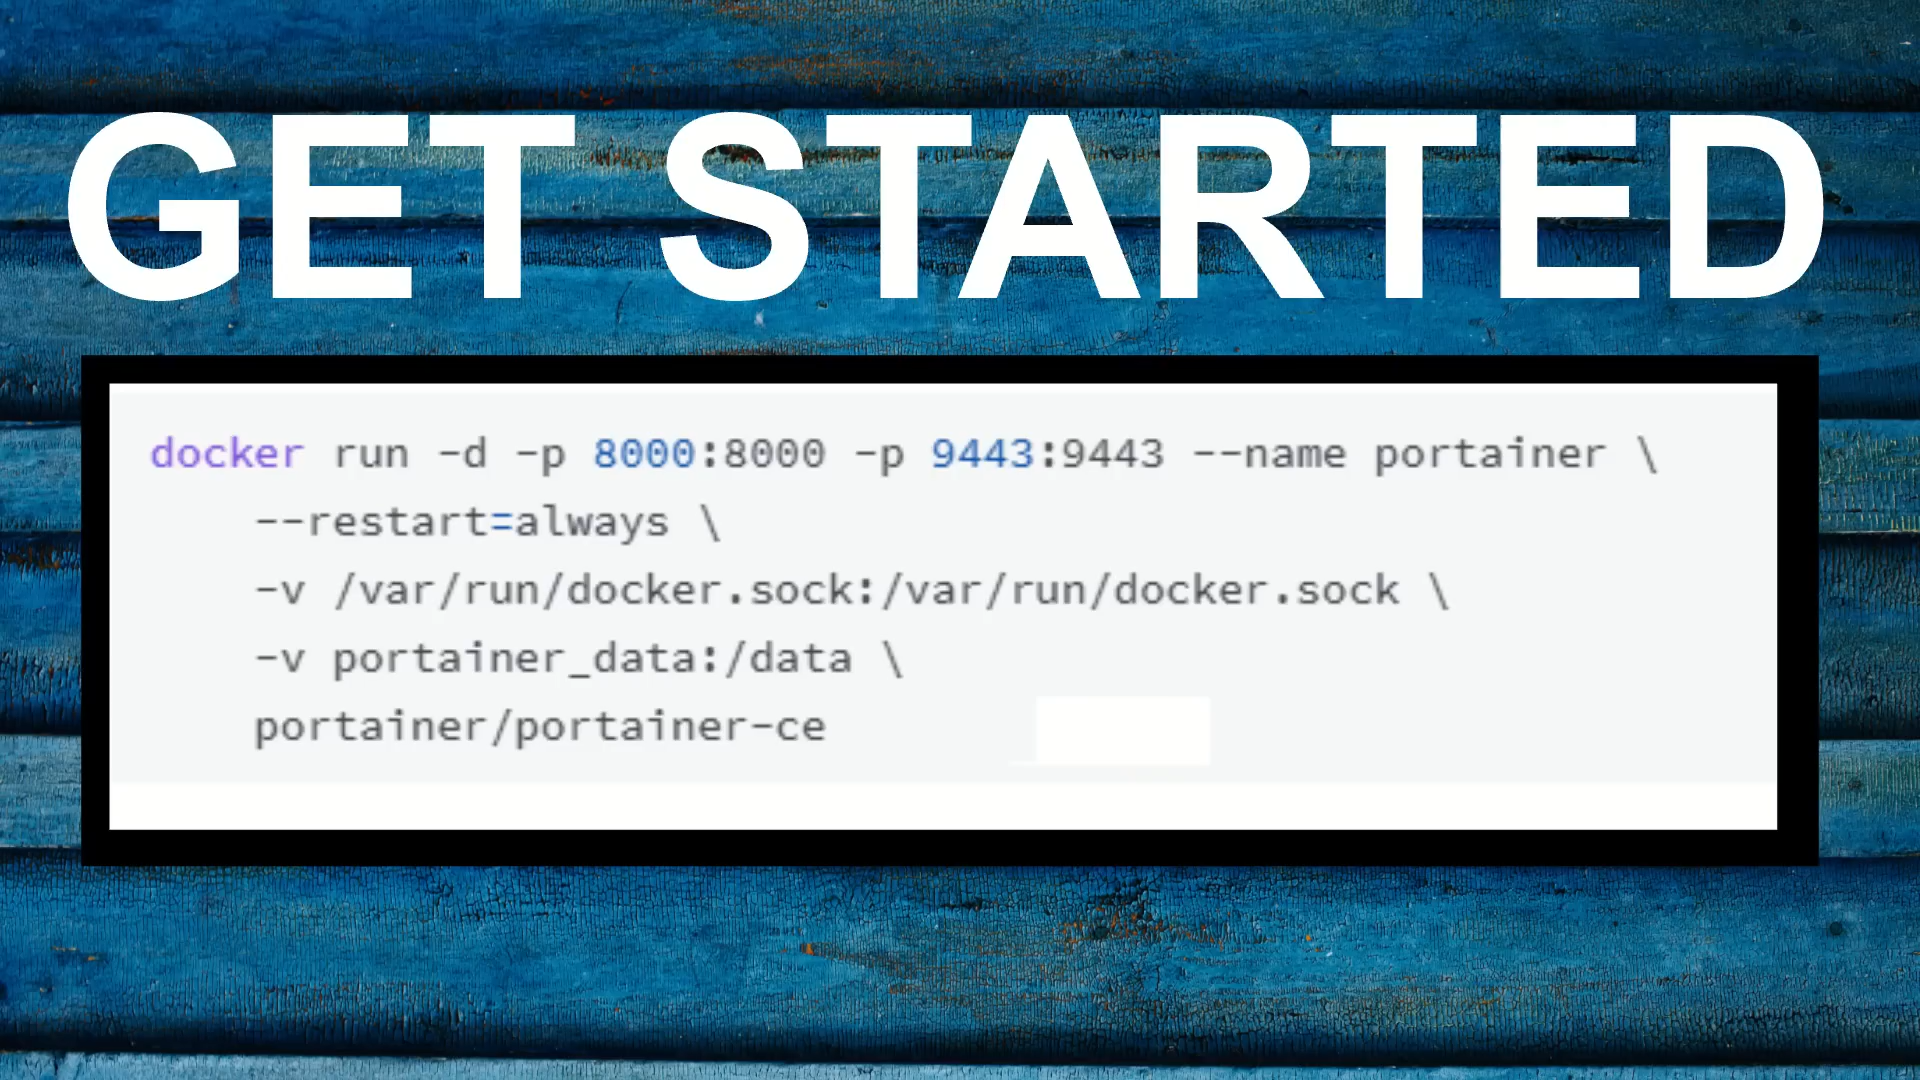 GET STARTED
docker run -d -p 8000:8000 -p 9443:9443 --name portainer \
--restart=always \
-v /var/run/docker.sock:/var/run/docker.sock \
-v portainer_data:/data \
portainer/portainer-ce